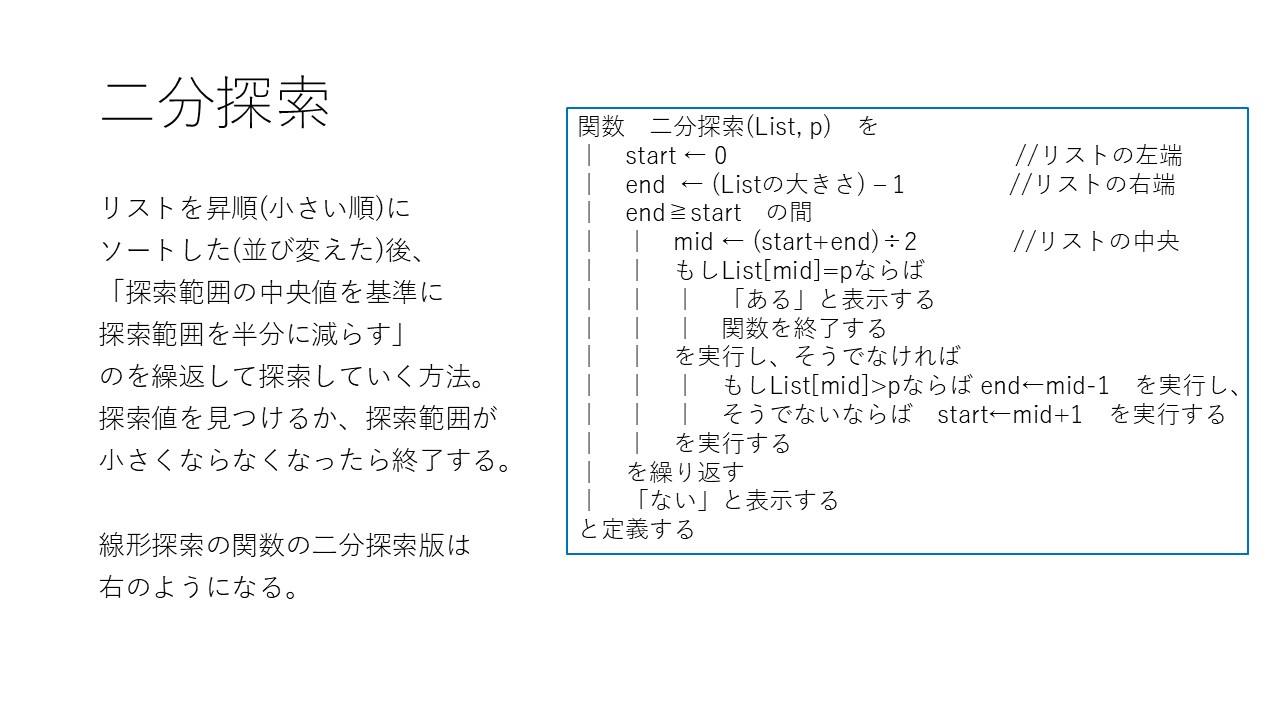 二分探索
リストを昇順(小さい順)に
ソートした(並び変えた)後、
「探索範囲の中央値を基準に
探索範囲を半分に減らす」
のを繰返して探索していく方法。
探索値を見つけるか、探索範囲が
小さくならなくなったら終了する。
線形探索の関数の二分探索版は
右のようになる。
関数　二分探索(List, p)　を
｜　start ← 0　//リストの左端
｜　end ← (Listの大きさ) – 1　//リストの右端
｜　end≧start　の間
｜　｜　mid ← (start+end)÷2　//リストの中央
｜　｜　もしList[mid]=pならば
｜　｜　｜　「ある」と表示する
｜　｜　｜　関数を終了する
｜　｜　を実行し、そうでなければ
｜　｜　｜　もしList[mid]>pならば end←mid-1　を実行し、
｜　｜　｜　そうでないならば　start←mid+1　を実行する
｜　｜　を実行する
｜　を繰り返す
｜　「ない」と表示する
と定義する